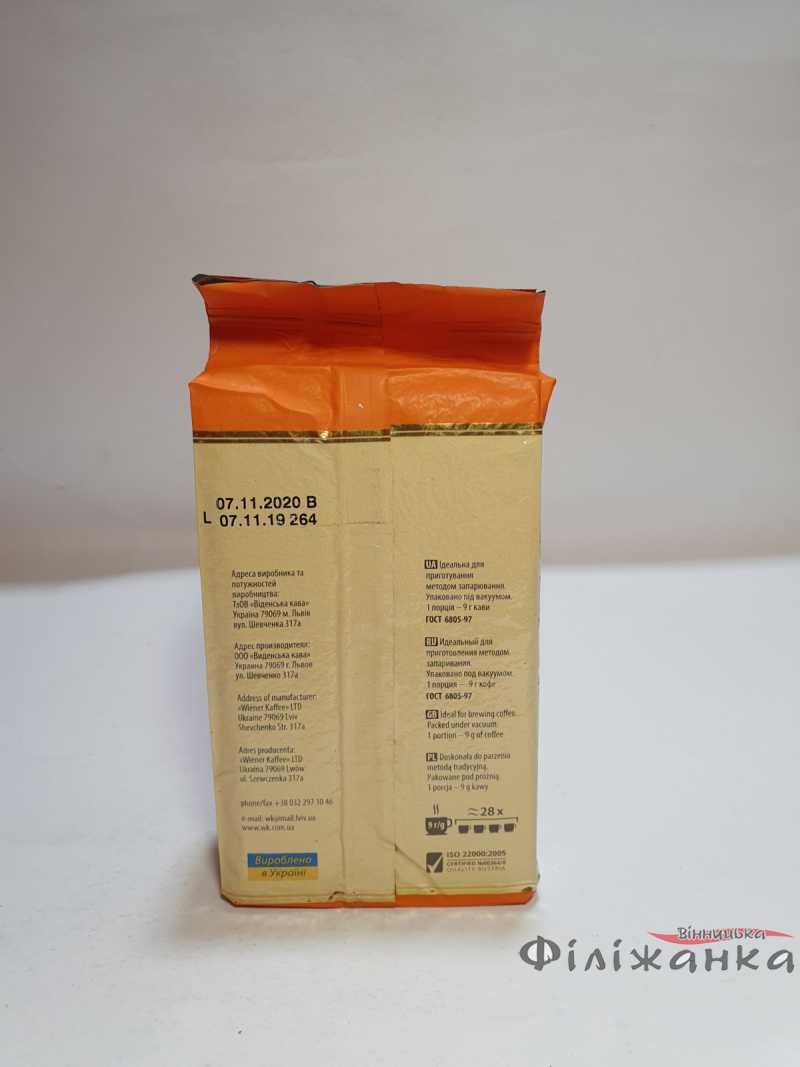 07.11.2020 B
L 07.11.19 264
Адреса виробника та
потужностей
виробництва:
ТзОВ «Віденська кава»
Україна 79069 м. Львів
вул. Шевченка 317а
Адрес производителя:
ООО «Виденська кава»
Украина 79069 г. Львов
ул. Шевченко 317а
Address of manufacturer:
«Wiener Kaffee» LTD
Ukraine 79069 Lviv
Shevchenko Str. 317a
Adres producenta:
«Wiener Kaffee» LTD
Ukraina 79069 Lwów
ul. Szewczenka 317a
phone/fax +38 032 297 10 46
e-mail: wk@mail.lviv.ua
www.wk.com.ua
Вироблено
в Україні
UA Ідеальна для
приготування
методом запарювання.
Упаковано під вакуумом.
1 порція – 9 г кави
ГОСТ 6805-97
RU Идеальный для
приготовления методом
запаривания.
Упаковано под вакуумом.
1 порция – 9 г кофе
ГОСТ 6805-97
GB Ideal for brewing coffee.
Packed under vacuum.
1 portion – 9 g of coffee
PL Doskonała do parzenia
metodą tradycyjną.
Pakowane pod próżnią.
1 porcja – 9 g kawy
≈28 x
9 г/g
ISO 22000:2005
CERTIFIED
QUALITY AUSTRIA
Вінницька
Філіжанка